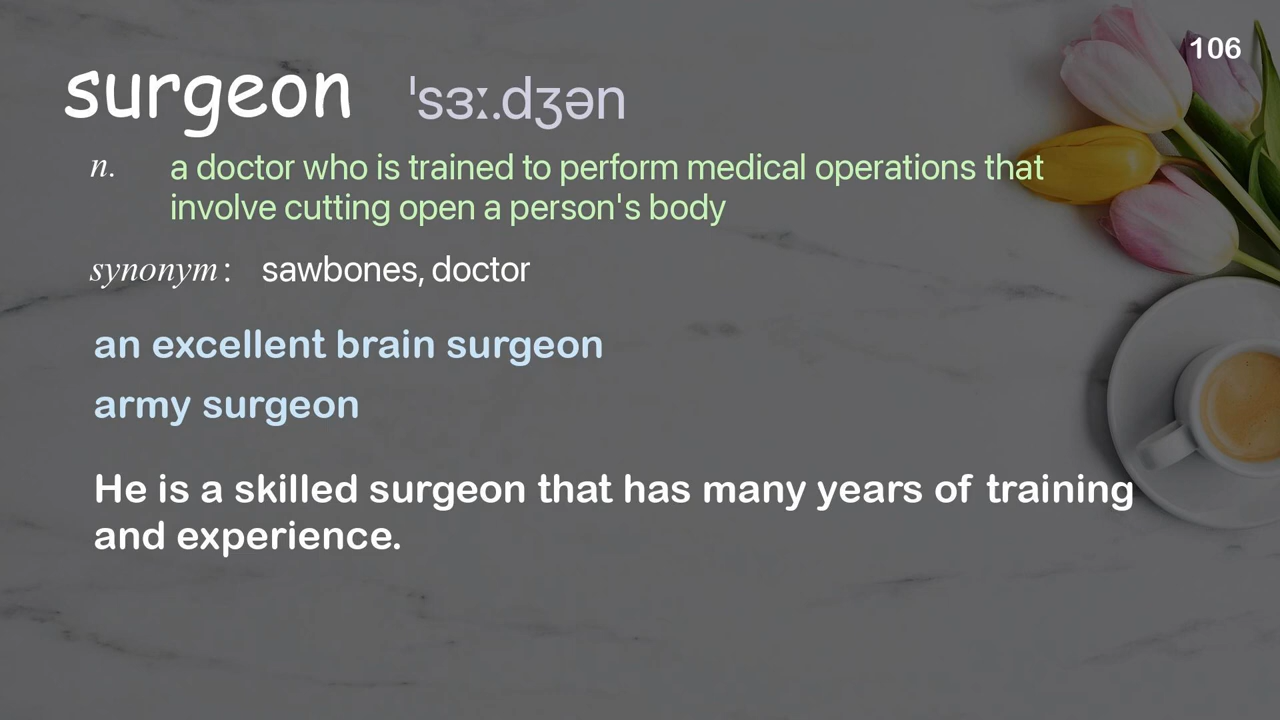 106
surgeon ˈsɜː.dʒən
n. a doctor who is trained to perform medical operations that
involve cutting open a person's body
synonym: sawbones, doctor
an excellent brain surgeon
army surgeon
He is a skilled surgeon that has many years of training
and experience.